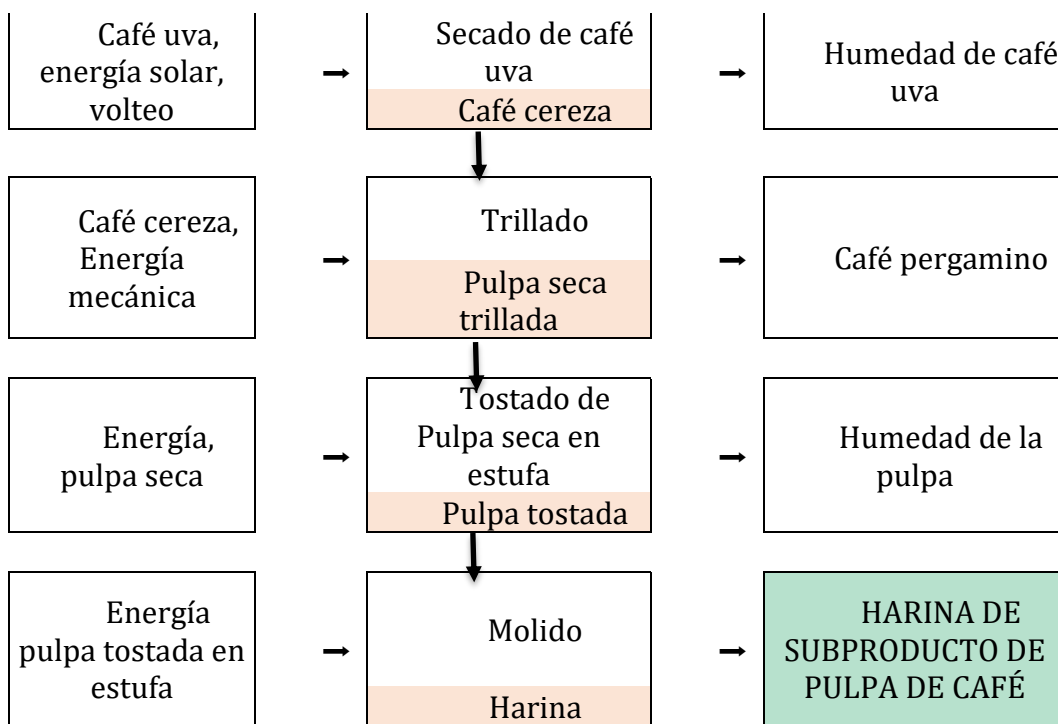 Café uva,
energía solar,
volteo
→
Secado de café
uva
Café cereza
→
Humedad de café
uva
Café cereza,
Energía
mecánica
→
Trillado
Pulpa seca
trillada
→
Café pergamino
Energía,
pulpa seca
→
Tostado de
Pulpa seca en
estufa
Pulpa tostada
→
Humedad de la
pulpa
Energía
pulpa tostada en
estufa
→
Molido
Harina
→
HARINA DE
SUBPRODUCTO DE
PULPA DE CAFÉ